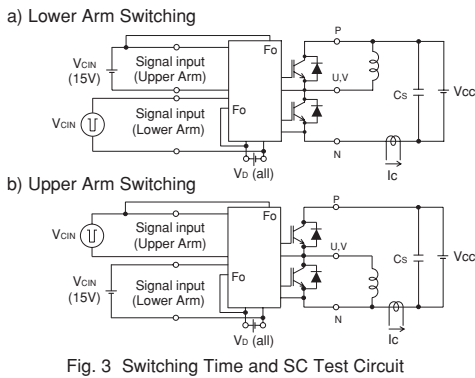 a) Lower Arm Switching
Fo
P
VCIN
(15V)
Signal input
(Upper Arm)
U,V
CS
VCC
VCIN
Signal input
(Lower Arm)
Fo
N
VD (all)
IC
b) Upper Arm Switching
Fo
P
VCIN
Signal input
(Upper Arm)
U,V
CS
VCC
VCIN
(15V)
Signal input
(Lower Arm)
Fo
N
VD (all)
IC
Fig. 3 Switching Time and SC Test Circuit